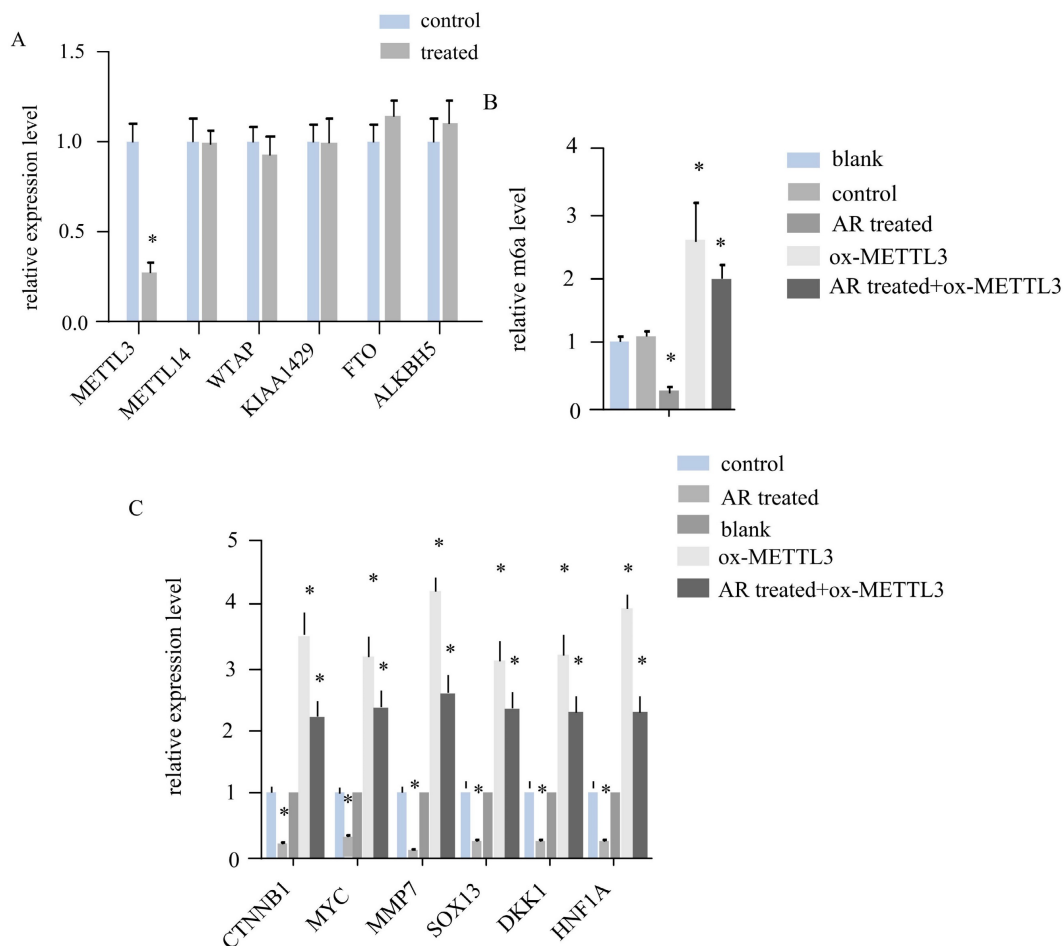 A
control
treated
relative expression level
1.5
1.0
0.5
0.0
*
METTL3
METTL14
WTAP
KIAA1429
FTO
ALKBH5
B
relative m6a level
4
3
2
1
0
*
*
*
blank
control
AR treated
ox-METTL3
AR treated+ox-METTL3
C
control
AR treated
blank
ox-METTL3
AR treated+ox-METTL3
relative expression level
5
4
3
2
1
0
* * *
* * *
* * *
* * *
* * *
* * *
CTNNB1
MYC
MMP7
SOX13
DKK1
HNF1A